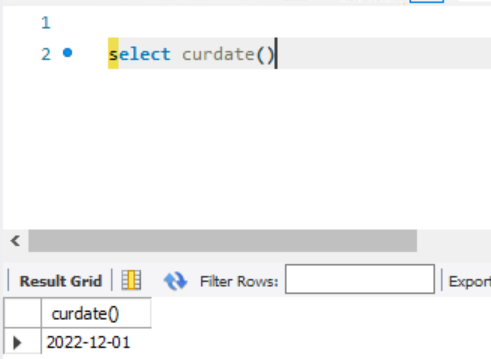 1
2 select curdate()
Result Grid Filter Rows: Export
curdate()
2022-12-01